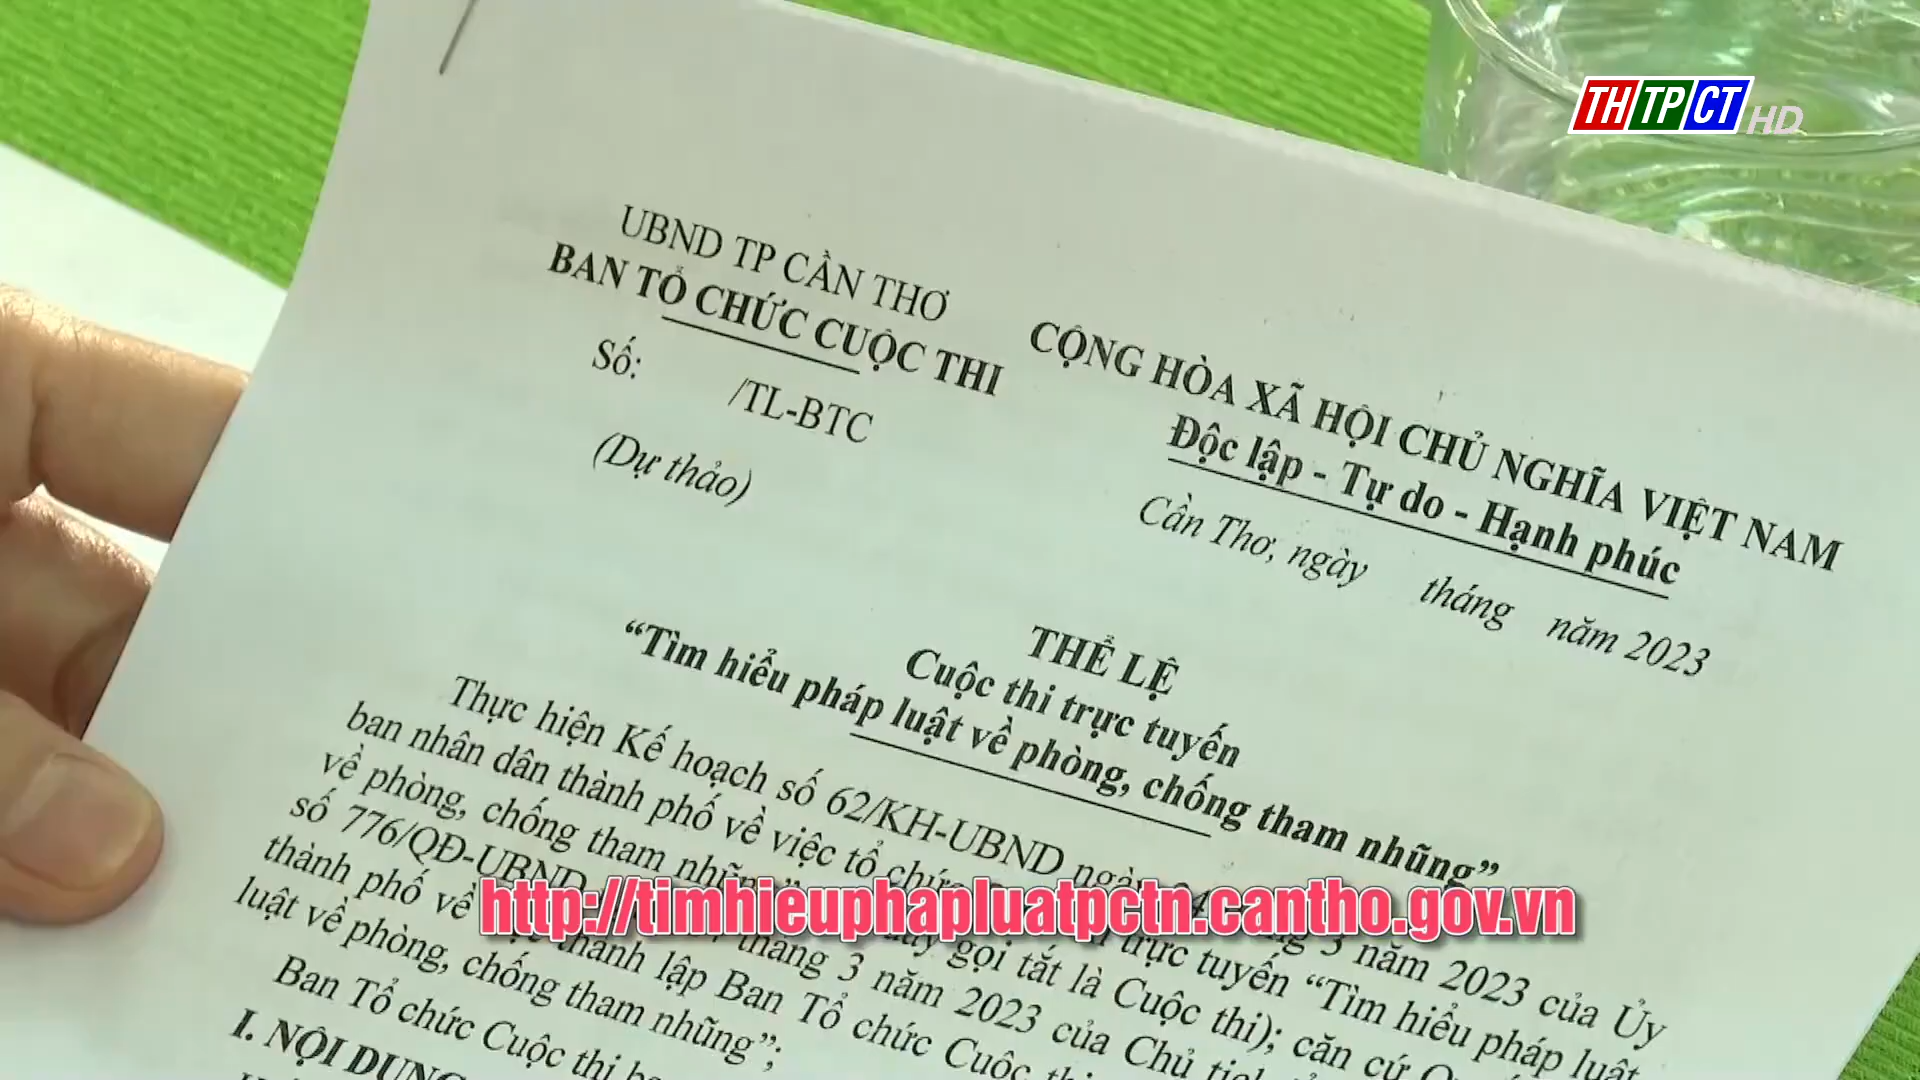 THTPCT HD
UBND TP CẦN THƠ
BAN TỔ CHỨC CUỘC THI
Số: /TL-BTC
(Dự thảo)
CỘNG HÒA XÃ HỘI CHỦ NGHĨA VIỆT NAM
Độc lập - Tự do - Hạnh phúc
Cần Thơ, ngày tháng năm 2023
THỂ LỆ
Cuộc thi trực tuyến
“Tìm hiểu pháp luật về phòng, chống tham nhũng”
Thực hiện Kế hoạch số 62/KH-UBND ngày tháng 3 năm 2023 của Ủy
ban nhân dân thành phố về việc tổ chức trực tuyến “Tìm hiểu pháp luật
về phòng, chống tham nhũng” gọi tắt là Cuộc thi); căn cứ
số 776/QĐ-UBND tháng 3 năm 2023 của Chủ tịch
thành phố về thành lập Ban Tổ chức Cuộc thi
luật về phòng, chống tham nhũng”;
Ban Tổ chức Cuộc thi
I. NỘI DUNG
http://timhieuphapluatpctn.cantho.gov.vn